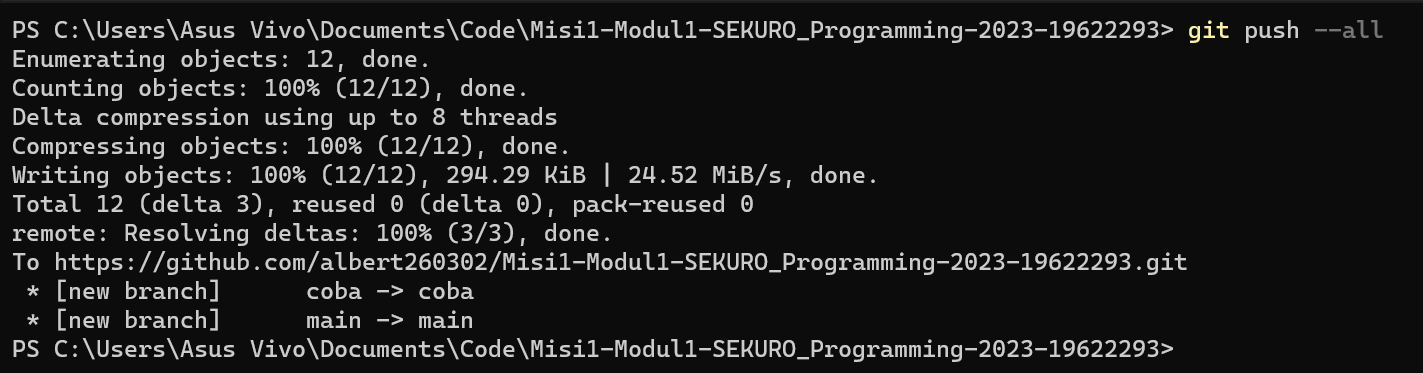 PS C:\Users\Asus Vivo\Documents\Code\Misi1-Modul1-SEKURO_Programming-2023-19622293> git push --all
Enumerating objects: 12, done.
Counting objects: 100% (12/12), done.
Delta compression using up to 8 threads
Compressing objects: 100% (12/12), done.
Writing objects: 100% (12/12), 294.29 KiB | 24.52 MiB/s, done.
Total 12 (delta 3), reused 0 (delta 0), pack-reused 0
remote: Resolving deltas: 100% (3/3), done.
To https://github.com/albert260302/Misi1-Modul1-SEKURO_Programming-2023-19622293.git
 * [new branch]      coba -> coba
 * [new branch]      main -> main
PS C:\Users\Asus Vivo\Documents\Code\Misi1-Modul1-SEKURO_Programming-2023-19622293>